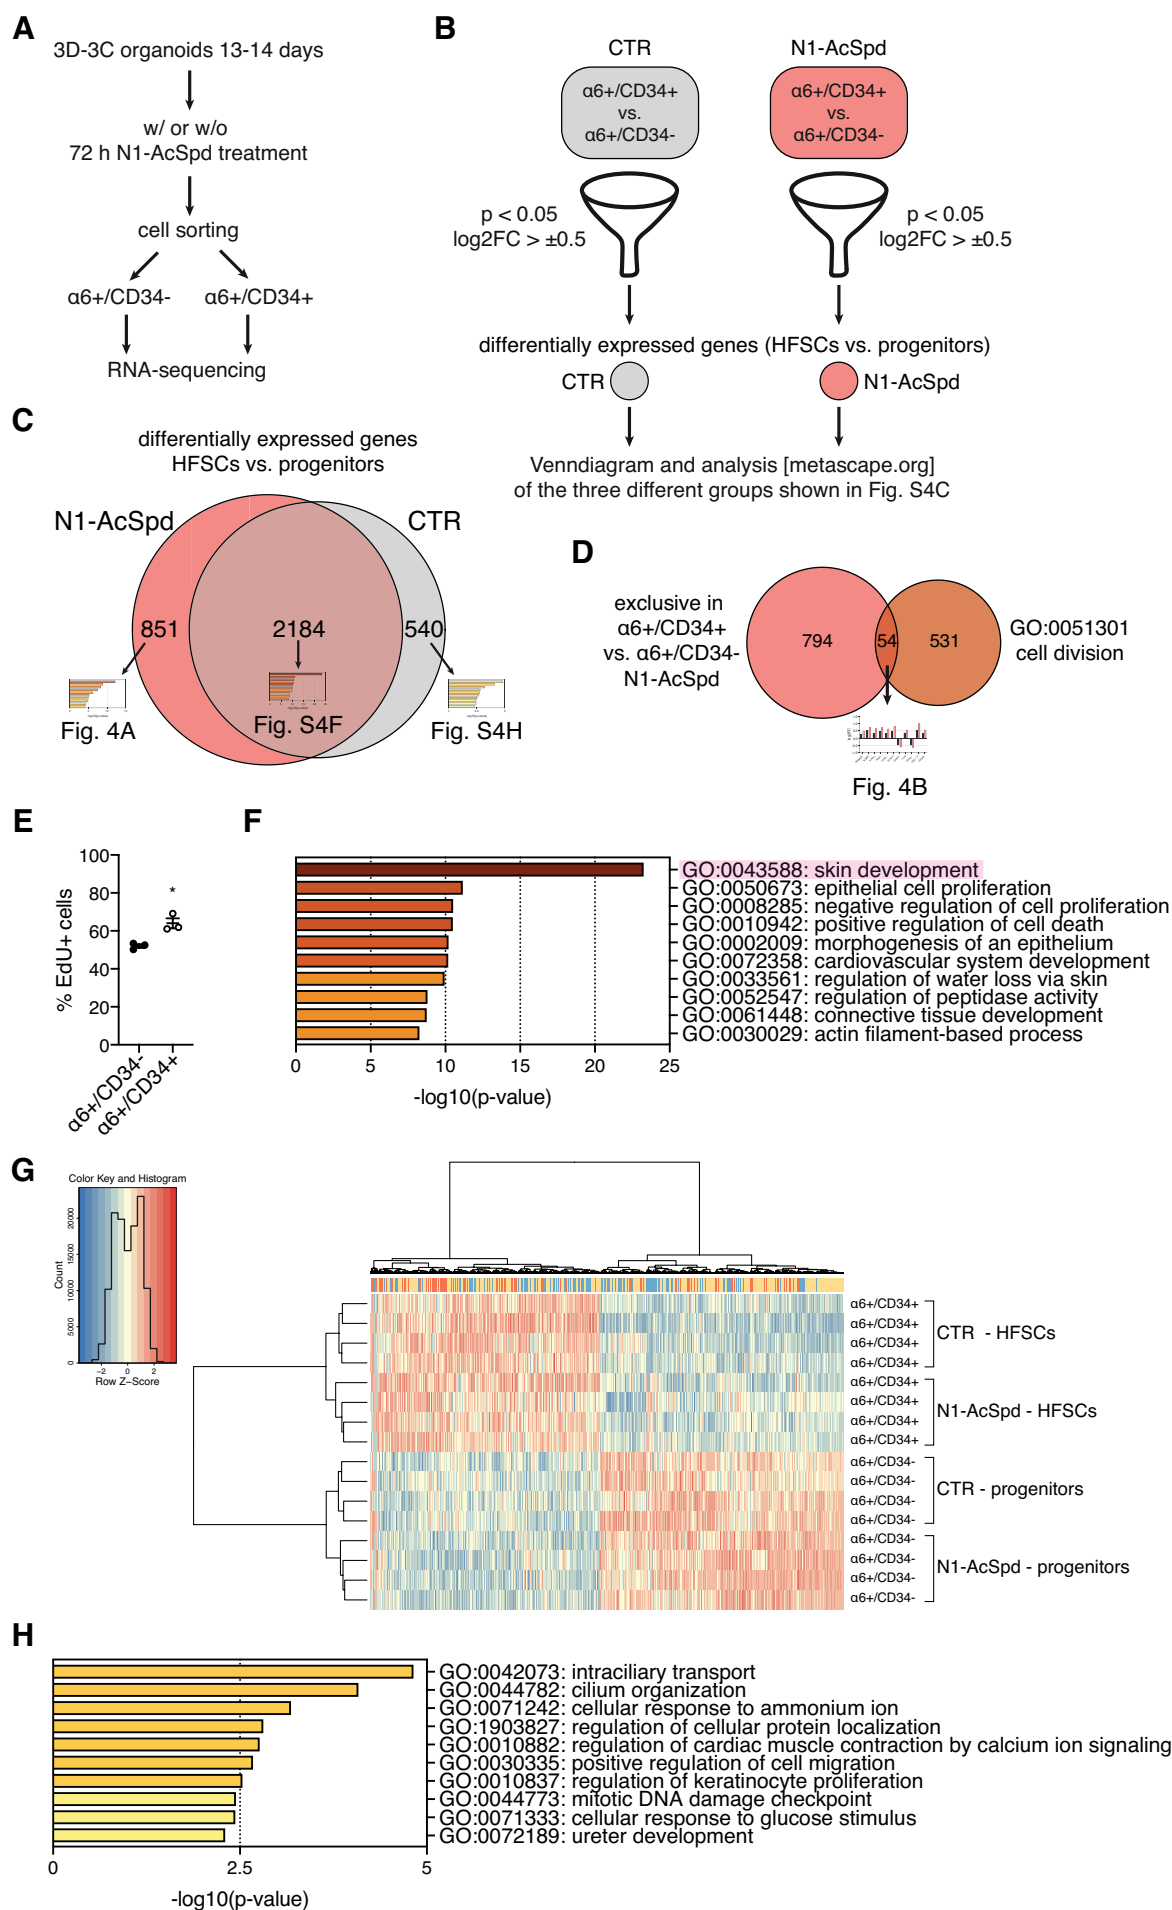 A
3D-3C organoids 13-14 days
w/ or w/o
72 h N1-AcSpd treatment
cell sorting
α6+/CD34- α6+/CD34+
RNA-sequencing
B
CTR
N1-AcSpd
α6+/CD34+
vs.
α6+/CD34-
α6+/CD34+
vs.
α6+/CD34-
p < 0.05
log2FC > ±0.5
p < 0.05
log2FC > ±0.5
differentially expressed genes (HFSCs vs. progenitors)
CTR
N1-AcSpd
Venndiagram and analysis [metascape.org]
of the three different groups shown in Fig. S4C
C
differentially expressed genes
HFSCs vs. progenitors
N1-AcSpd
CTR
851
2184
540
Fig. 4A
Fig. S4F
Fig. S4H
D
exclusive in
α6+/CD34+
vs. α6+/CD34-
N1-AcSpd
794
54
531
GO:0051301
cell division
Fig. 4B
E
% EdU+ cells
100
80
60
40
20
0
*
α6+/CD34-
α6+/CD34+
F
GO:0043588: skin development
GO:0050673: epithelial cell proliferation
GO:0008285: negative regulation of cell proliferation
GO:0010942: positive regulation of cell death
GO:0002009: morphogenesis of an epithelium
GO:0072358: cardiovascular system development
GO:0033561: regulation of water loss via skin
GO:0052547: regulation of peptidase activity
GO:0061448: connective tissue development
GO:0030029: actin filament-based process
0 5 10 15 20 25
-log10(p-value)
G
Color Key and Histogram
Count
0 5000 10000 15000 20000
−2 0 2
Row Z−Score
α6+/CD34+
α6+/CD34+
α6+/CD34+
α6+/CD34+
CTR - HFSCs
α6+/CD34+
α6+/CD34+
α6+/CD34+
α6+/CD34+
N1-AcSpd - HFSCs
α6+/CD34-
α6+/CD34-
α6+/CD34-
α6+/CD34-
CTR - progenitors
α6+/CD34-
α6+/CD34-
α6+/CD34-
α6+/CD34-
N1-AcSpd - progenitors
H
GO:0042073: intraciliary transport
GO:0044782: cilium organization
GO:0071242: cellular response to ammonium ion
GO:1903827: regulation of cellular protein localization
GO:0010882: regulation of cardiac muscle contraction by calcium ion signaling
GO:0030335: positive regulation of cell migration
GO:0010837: regulation of keratinocyte proliferation
GO:0044773: mitotic DNA damage checkpoint
GO:0071333: cellular response to glucose stimulus
GO:0072189: ureter development
0 2.5 5
-log10(p-value)